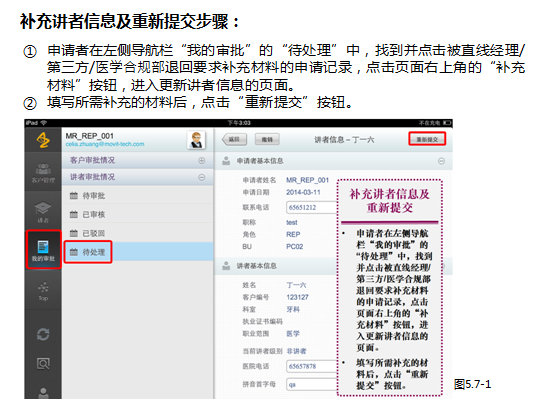 补充讲者信息及重新提交步骤：
① 申请者在左侧导航栏“我的审批”的“待处理”中，找到并点击被直线经理/
第三方/医学合规部退回要求补充材料的申请记录，点击页面右上角的“补充
材料”按钮，进入更新讲者信息的页面。
② 填写所需补充的材料后，点击“重新提交”按钮。
iPad
下午3:03
不在充电
MR_REP_001
celia.zhuang@movit-tech.com
客户审批情况
讲者审批情况
待审批
已审核
已驳回
待处理
客户管理
讲者
我的审批
Top
返回
撤销
讲者信息 – 丁一六
重新提交
申请者基本信息
申请者姓名 MR_REP_001
申请日期 2014-03-11
联系电话 65651212
职称 test
角色 REP
BU PC02
讲者基本信息
姓名 丁一六
客户编号 123127
科室 牙科
执业证书编码
职业范围 医学
当前讲者级别 非讲者
医院电话 65657878
拼音首字母 qa
补充讲者信息及
重新提交
• 申请者在左侧导航
栏“我的审批”的
“待处理”中，找到
并点击被直线经理/
第三方/医学合规部
退回要求补充材料
的申请记录，点击
页面右上角的“补
充材料”按钮，进
入更新讲者信息的
页面。
• 填写所需补充的材
料后，点击“重新
提交”按钮。
图5.7-1